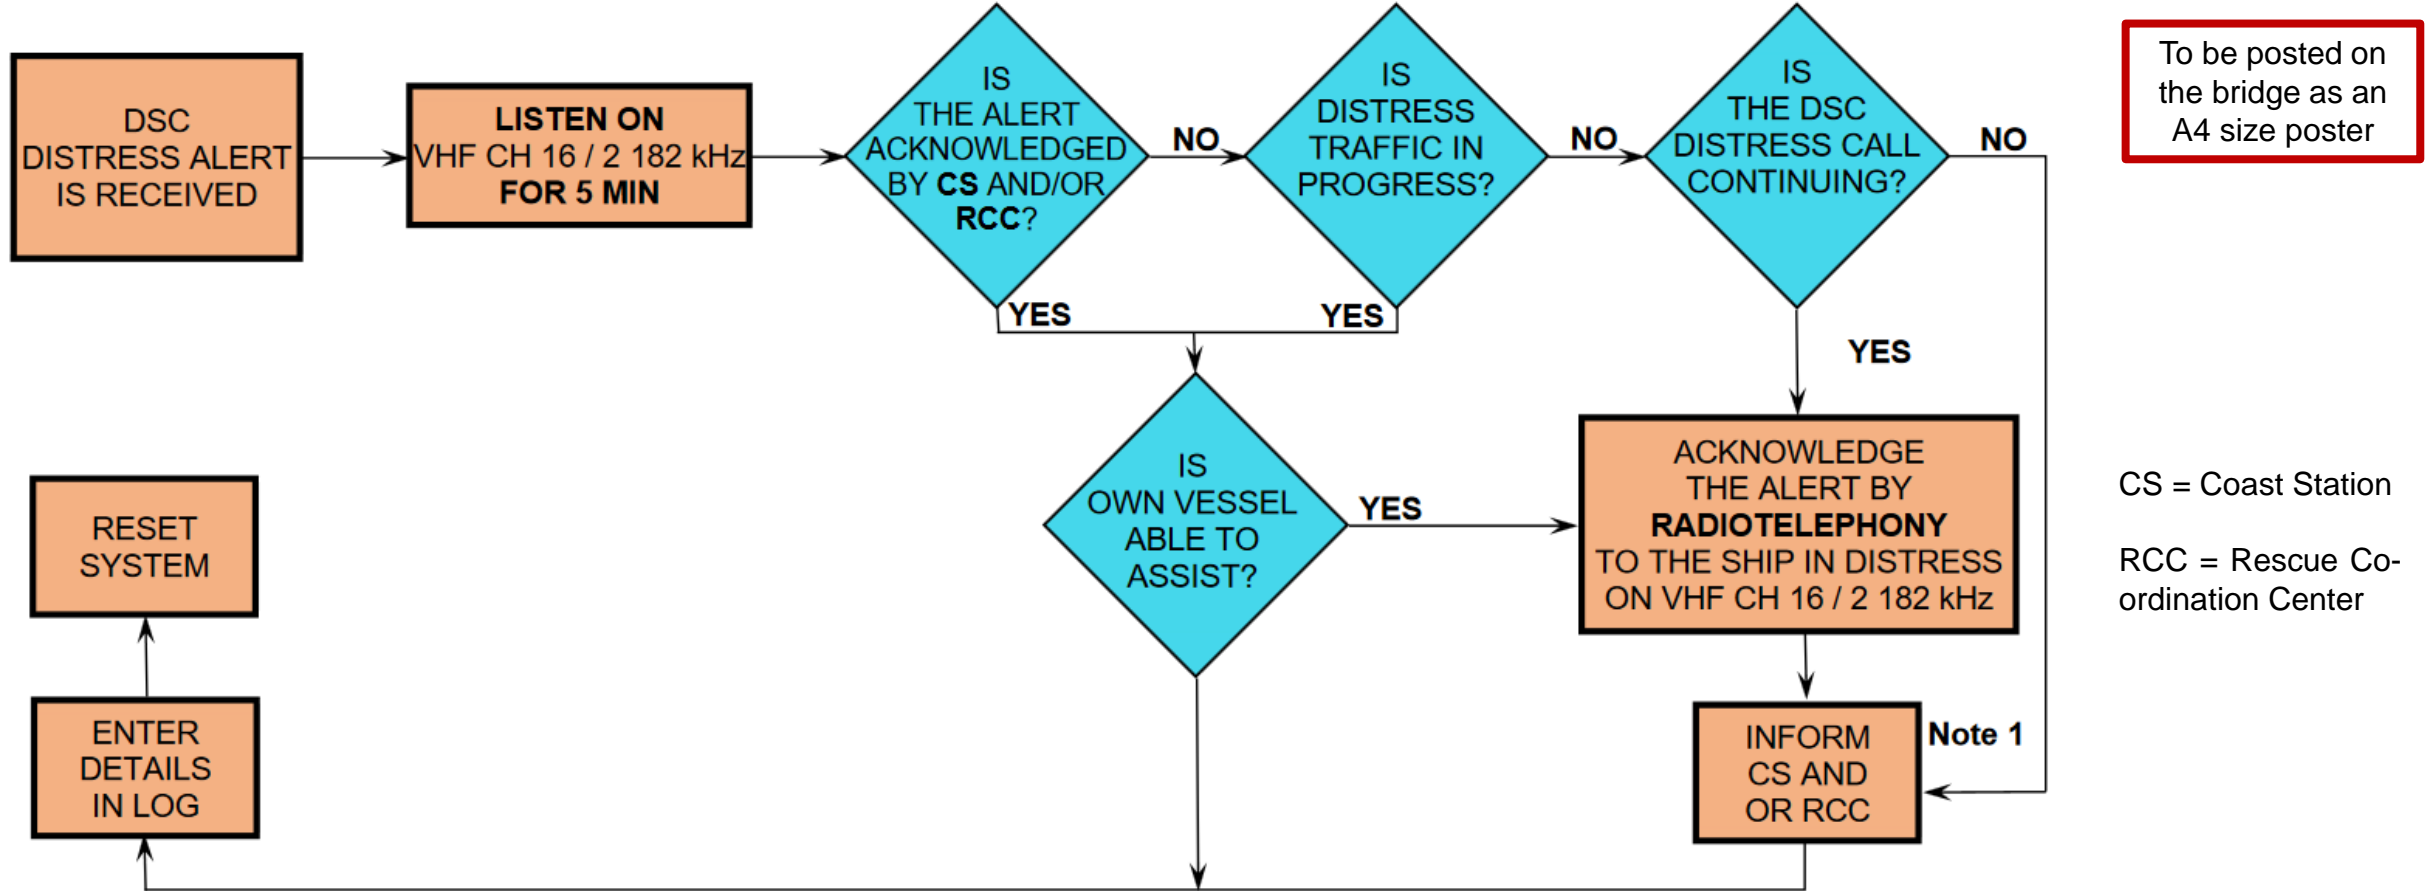 DSC
DISTRESS ALERT
IS RECEIVED
LISTEN ON
VHF CH 16 / 2 182 kHz
FOR 5 MIN
IS
THE ALERT
ACKNOWLEDGED
BY CS AND/OR
RCC?
NO
IS
DISTRESS
TRAFFIC IN
PROGRESS?
NO
IS
THE DSC
DISTRESS CALL
CONTINUING?
NO
To be posted on
the bridge as an
A4 size poster
YES
YES
YES
IS
OWN VESSEL
ABLE TO
ASSIST?
YES
ACKNOWLEDGE
THE ALERT BY
RADIOTELEPHONY
TO THE SHIP IN DISTRESS
ON VHF CH 16 / 2 182 kHz
CS = Coast Station
RCC = Rescue Co-
ordination Center
RESET
SYSTEM
ENTER
DETAILS
IN LOG
INFORM
CS AND
OR RCC
Note 1